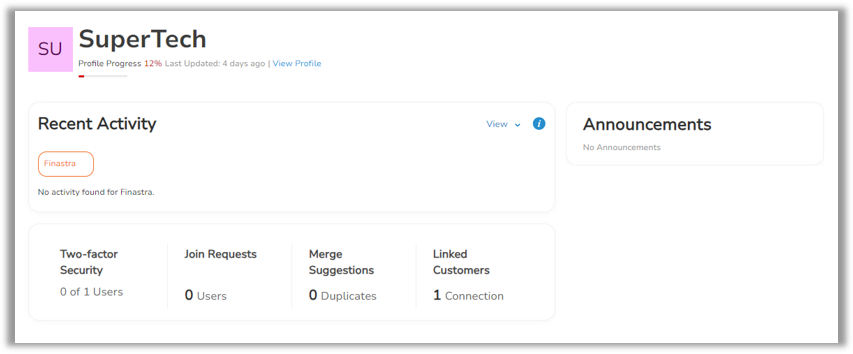 SU
SuperTech
Profile Progress 12% Last Updated: 4 days ago | View Profile
Recent Activity
View
i
Finastra
No activity found for Finastra.
Announcements
No Announcements
Two-factor
Security
0 of 1 Users
Join Requests
0 Users
Merge
Suggestions
0 Duplicates
Linked
Customers
1 Connection